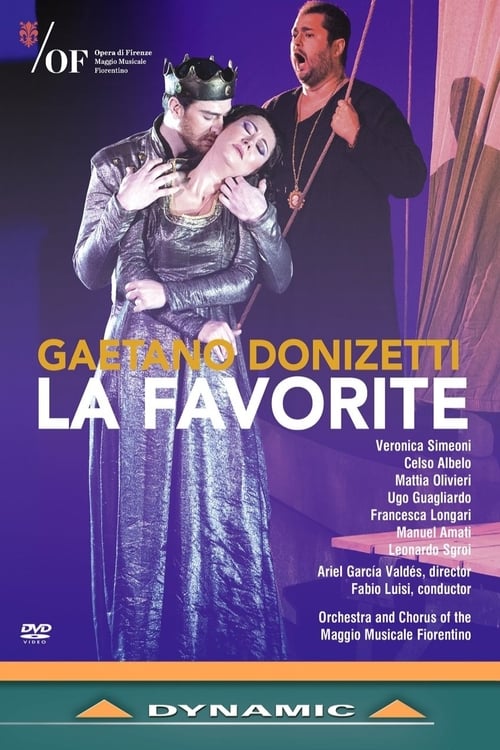 /OF
Opera di Firenze
Maggio Musicale
Fiorentino
GAETANO DONIZETTI
LA FAVORITE
Veronica Simeoni
Celso Albelo
Mattia Olivieri
Ugo Guagliardo
Francesca Longari
Manuel Amati
Leonardo Sgroi
Ariel García Valdés, director
Fabio Luisi, conductor
Orchestra and Chorus of the
Maggio Musicale Fiorentino
DVD
VIDEO
DYNAMIC